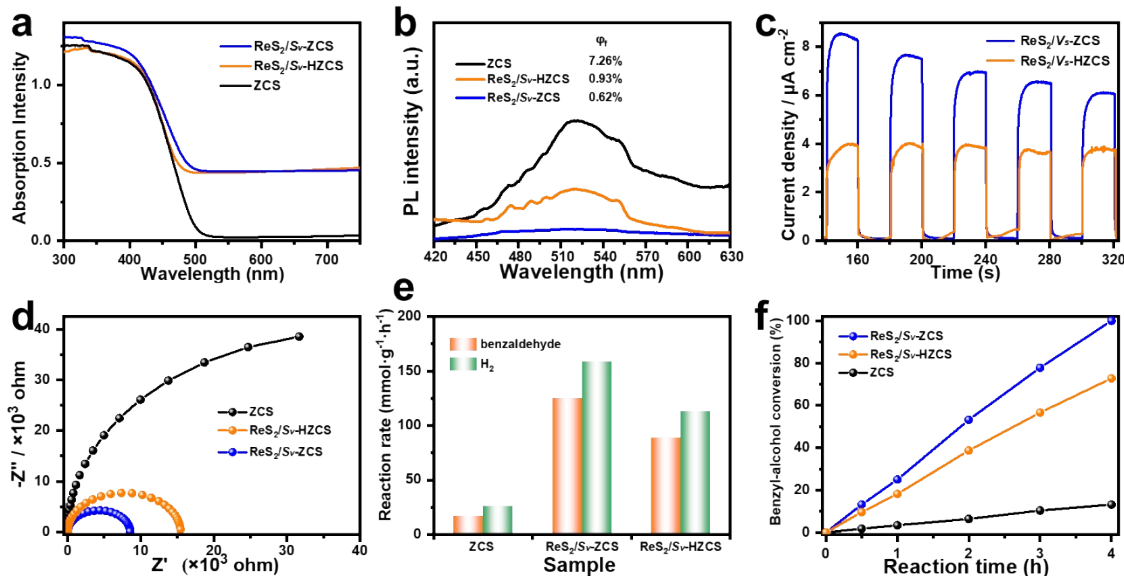 a
Absorption Intensity
1.0
0.5
0.0
ReS₂/Sv-ZCS
ReS₂/Sv-HZCS
ZCS
300 400 500 600 700
Wavelength (nm)
b
PL intensity (a.u.)
φf
ZCS 7.26%
ReS₂/Sv-HZCS 0.93%
ReS₂/Sv-ZCS 0.62%
420 450 480 510 540 570 600 630
Wavelength (nm)
c
Current density / μA cm⁻²
8
6
4
2
0
ReS₂/Vs-ZCS
ReS₂/Vs-HZCS
160 200 240 280 320
Time (s)
d
-Z'' / ×10³ ohm
40
30
20
10
0
ZCS
ReS₂/Sv-HZCS
ReS₂/Sv-ZCS
0 10 20 30 40
Z' (×10³ ohm)
e
Reaction rate (mmol·g⁻¹·h⁻¹)
200
150
100
50
0
benzaldehyde
H₂
ZCS ReS₂/Sv-ZCS ReS₂/Sv-HZCS
Sample
f
Benzyl-alcohol conversion (%)
100
80
60
40
20
0
ReS₂/Sv-ZCS
ReS₂/Sv-HZCS
ZCS
0 1 2 3 4
Reaction time (h)